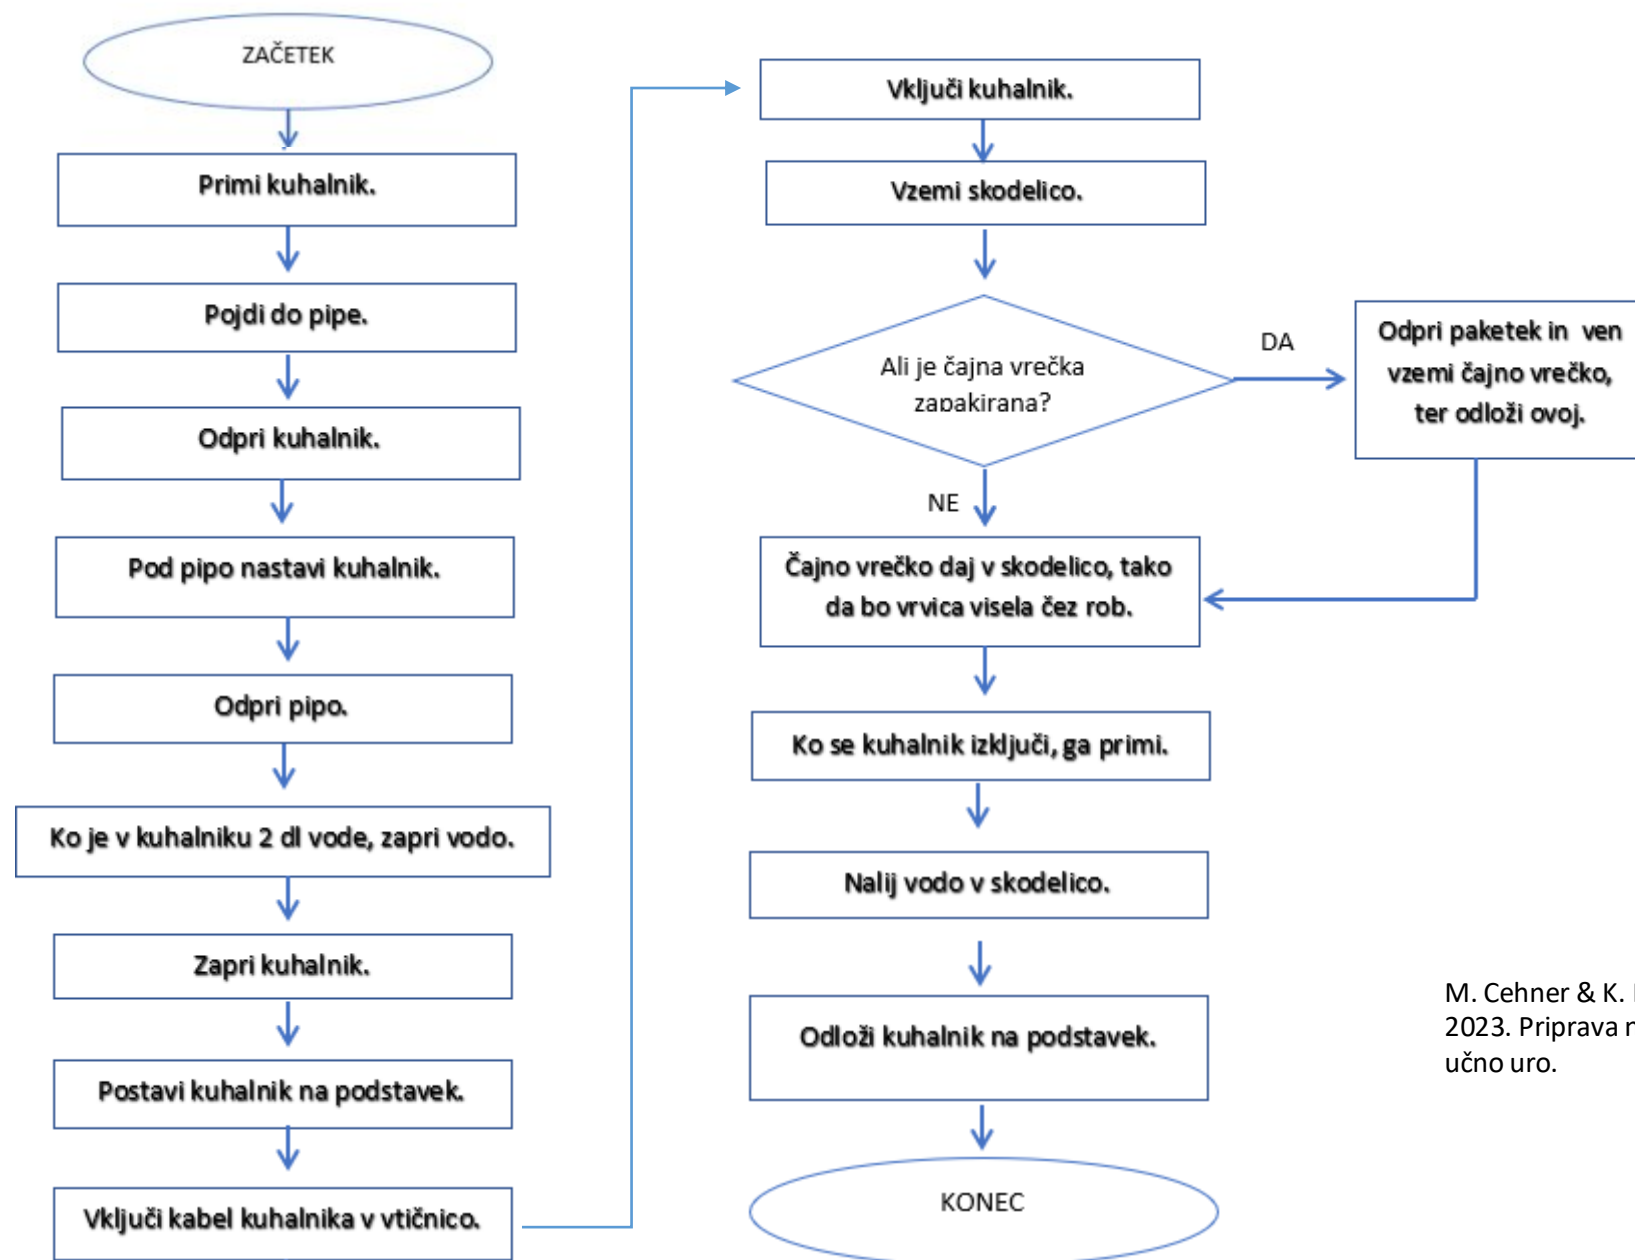 ZAČETEK
Primi kuhalnik.
Pojdi do pipe.
Odpri kuhalnik.
Pod pipo nastavi kuhalnik.
Odpri pipo.
Ko je v kuhalniku 2 dl vode, zapri vodo.
Zapri kuhalnik.
Postavi kuhalnik na podstavek.
Vključi kabel kuhalnika v vtičnico.
Vključi kuhalnik.
Vzemi skodelico.
Ali je čajna vrečka
zapakirana?
DA
Odpri paketek in ven
vzemi čajno vrečko,
ter odloži ovoj.
NE
Čajno vrečko daj v skodelico, tako
da bo vrvica visela čez rob.
Ko se kuhalnik izključi, ga primi.
Nalij vodo v skodelico.
Odloži kuhalnik na podstavek.
KONEC
M. Cehner & K.
2023. Priprava
učno uro.